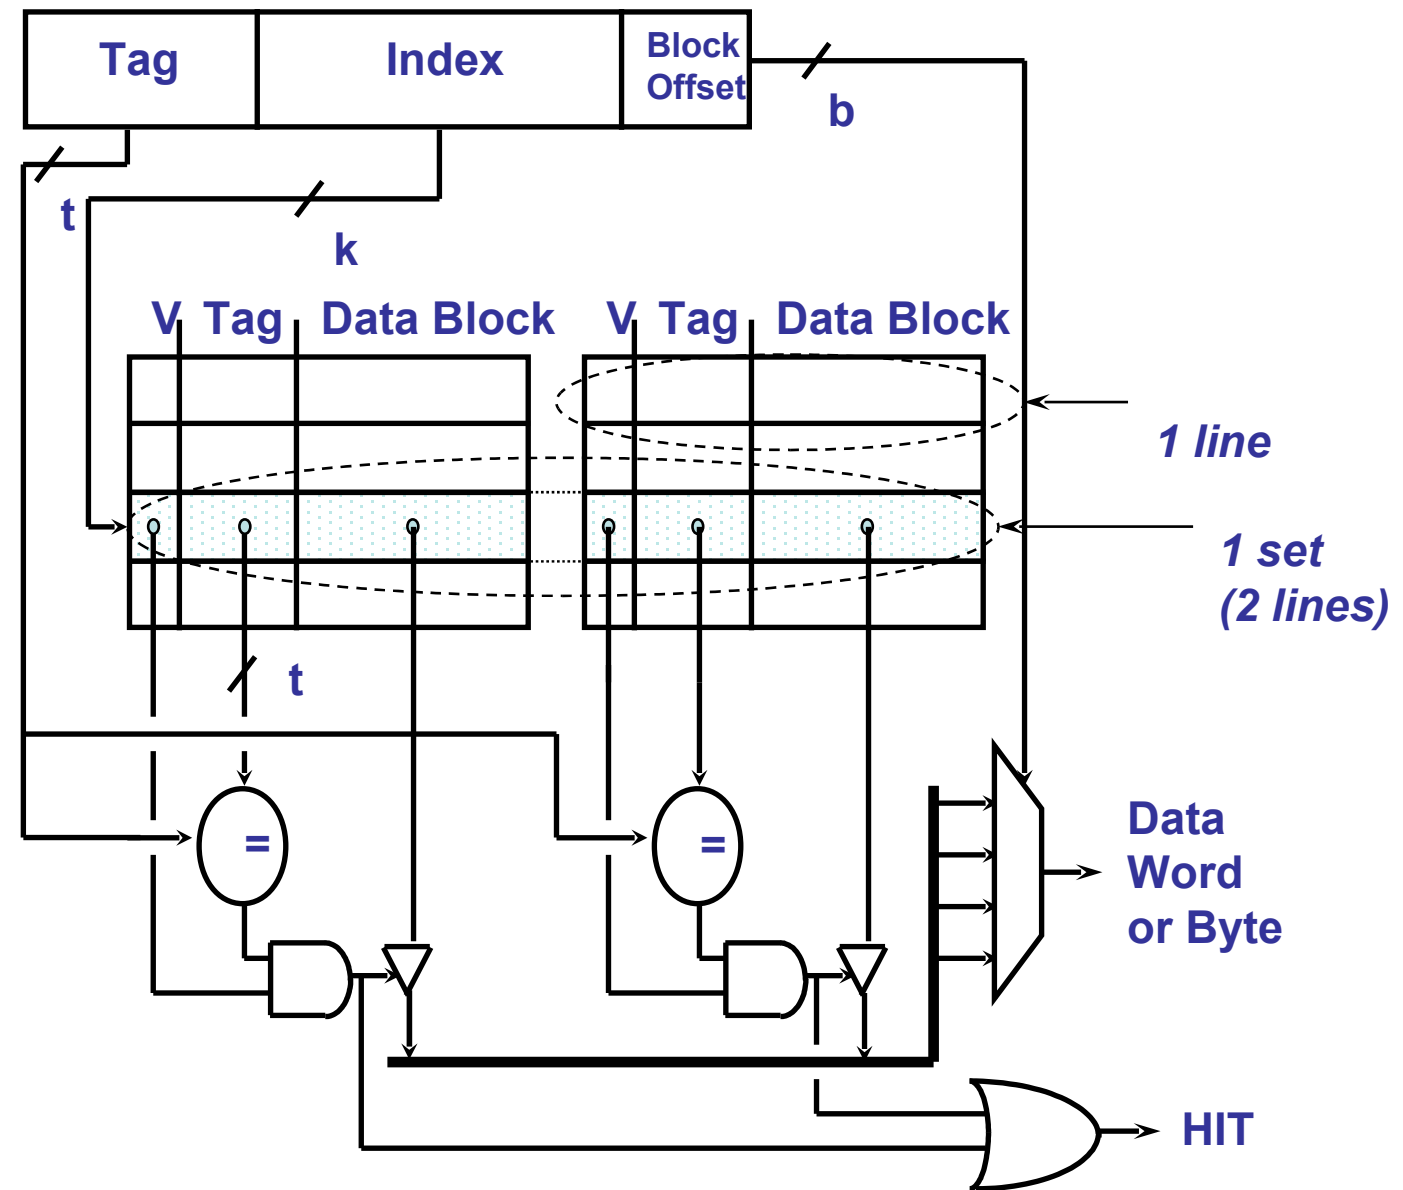 Tag
Index
Block
Offset
b
t
k
V Tag Data Block
V Tag Data Block
1 line
1 set
(2 lines)
t
=
=
Data
Word
or Byte
HIT